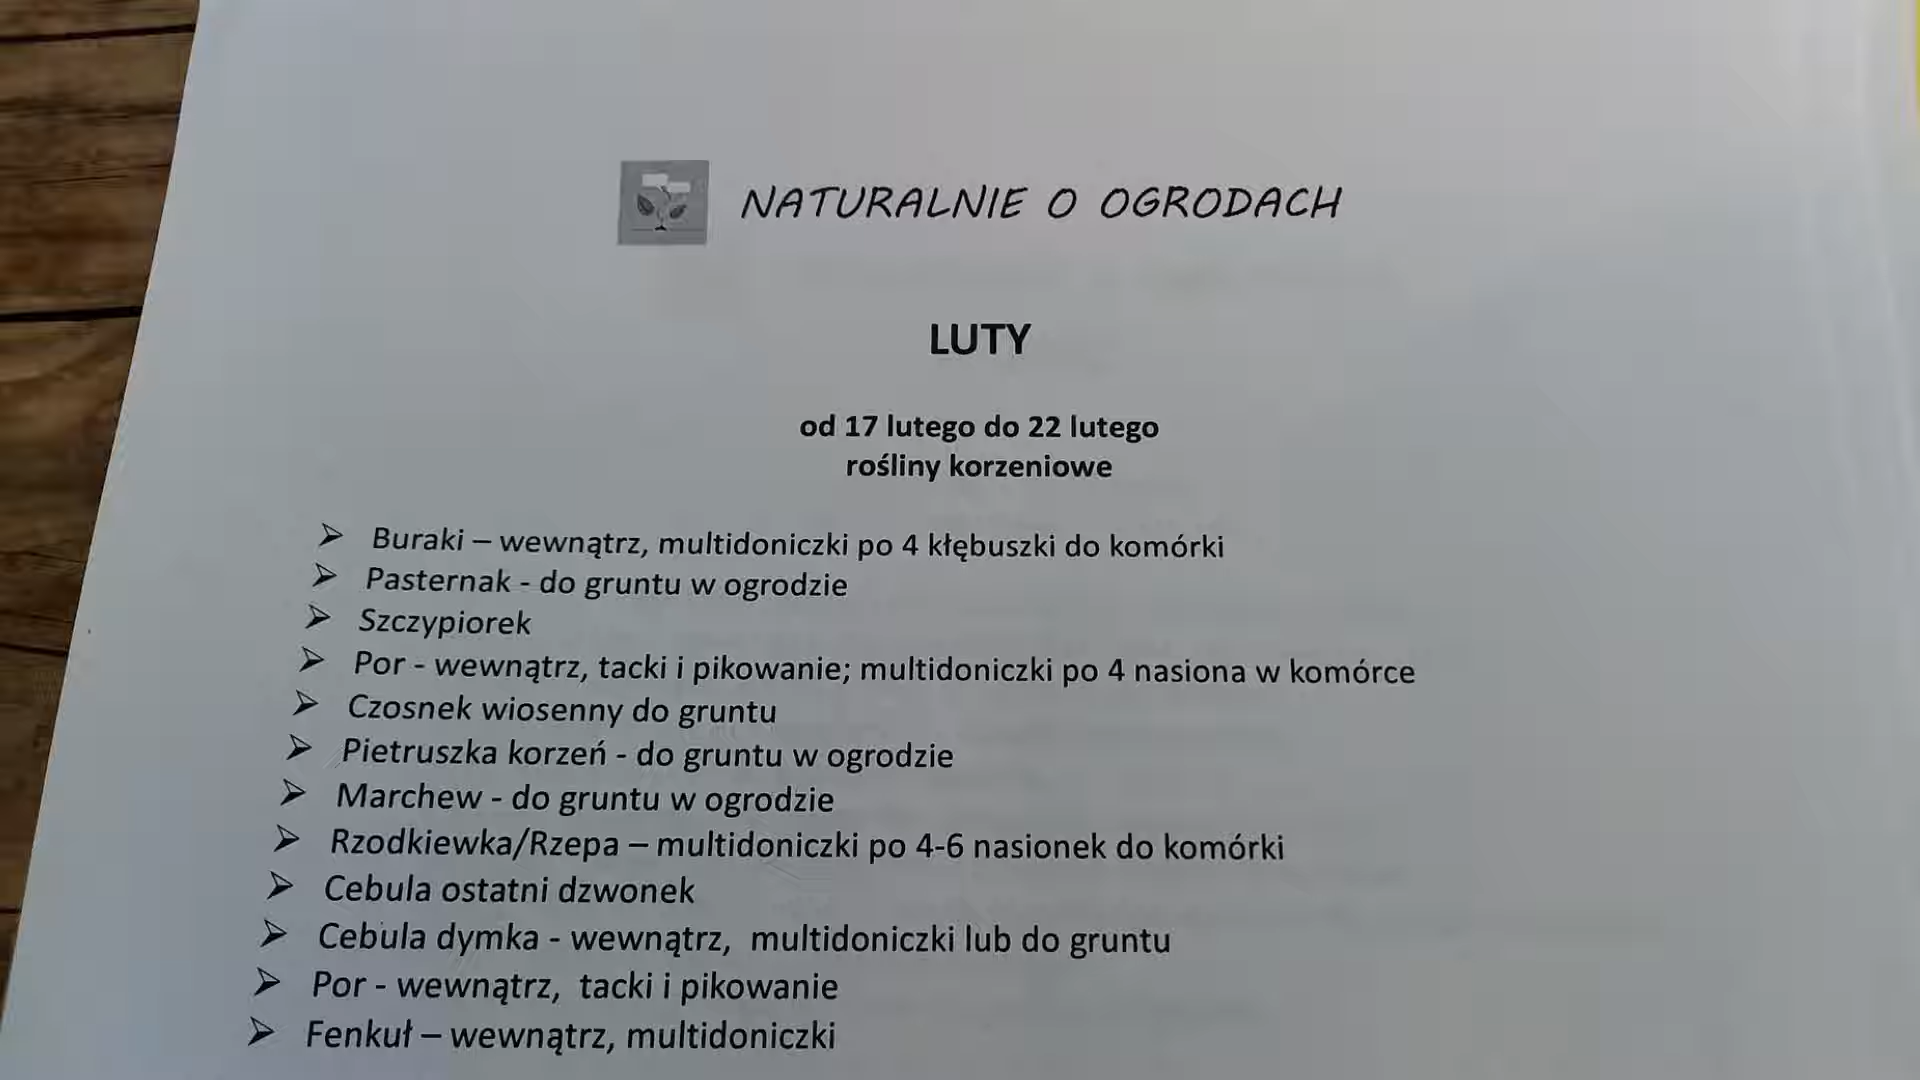 NATURALNIE O OGRODACH
LUTY
od 17 lutego do 22 lutego
rośliny korzeniowe
➢ Buraki – wewnątrz, multidoniczki po 4 kłębuszki do komórki
➢ Pasternak - do gruntu w ogrodzie
➢ Szczypiorek
➢ Por - wewnątrz, tacki i pikowanie; multidoniczki po 4 nasiona w komórce
➢ Czosnek wiosenny do gruntu
➢ Pietruszka korzeń - do gruntu w ogrodzie
➢ Marchew - do gruntu w ogrodzie
➢ Rzodkiewka/Rzepa – multidoniczki po 4-6 nasionek do komórki
➢ Cebula ostatni dzwonek
➢ Cebula dymka - wewnątrz, multidoniczki lub do gruntu
➢ Por - wewnątrz, tacki i pikowanie
➢ Fenkuł – wewnątrz, multidoniczki